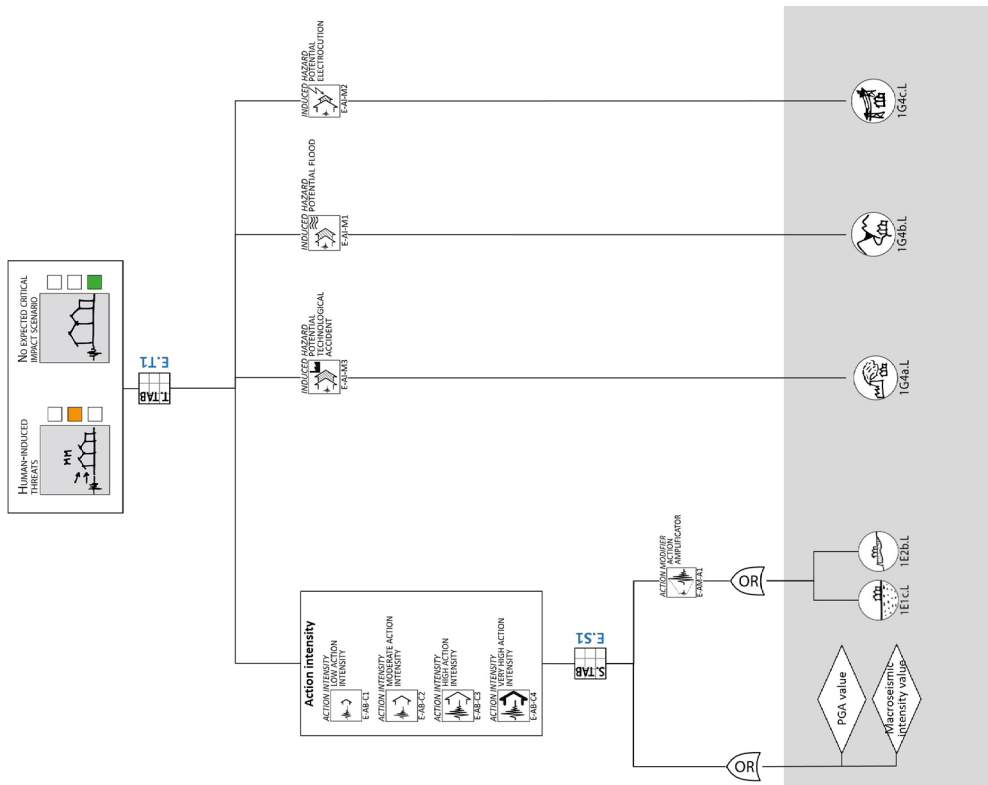 HUMAN-INDUCED
THREATS
NO EXPECTED CRITICAL
IMPACT SCENARIO
T.TAB
E.T1
Action intensity
ACTION INTENSITY
LOW ACTION
INTENSITY
E-AB-C1
ACTION INTENSITY
MODERATE ACTION
INTENSITY
E-AB-C2
ACTION INTENSITY
HIGH ACTION
INTENSITY
E-AB-C3
ACTION INTENSITY
VERY HIGH ACTION
INTENSITY
E-AB-C4
INDUCED HAZARD
POTENTIAL
TECHNOLOGICAL
ACCIDENT
E-AI-M3
INDUCED HAZARD
POTENTIAL FLOOD
E-AI-M1
INDUCED HAZARD
POTENTIAL
ELECTROCUTION
E-AI-M2
S.TAB
E.S1
ACTION MODIFIER
ACTION
AMPLIFICATOR
E-AM-A1
OR
OR
PGA value
Macroseismic
intensity value
1E1c.L
1E2b.L
1G4a.L
1G4b.L
1G4c.L